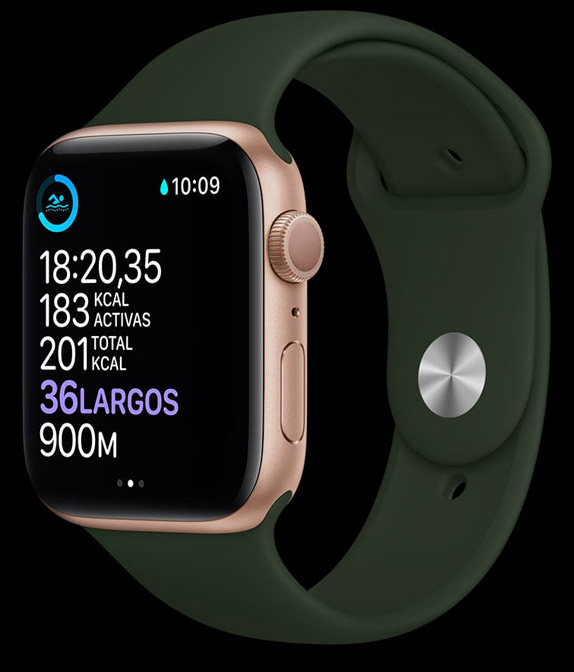 10:09
18:20,35
183 KCAL ACTIVAS
201 TOTAL KCAL
36LARGOS
900M